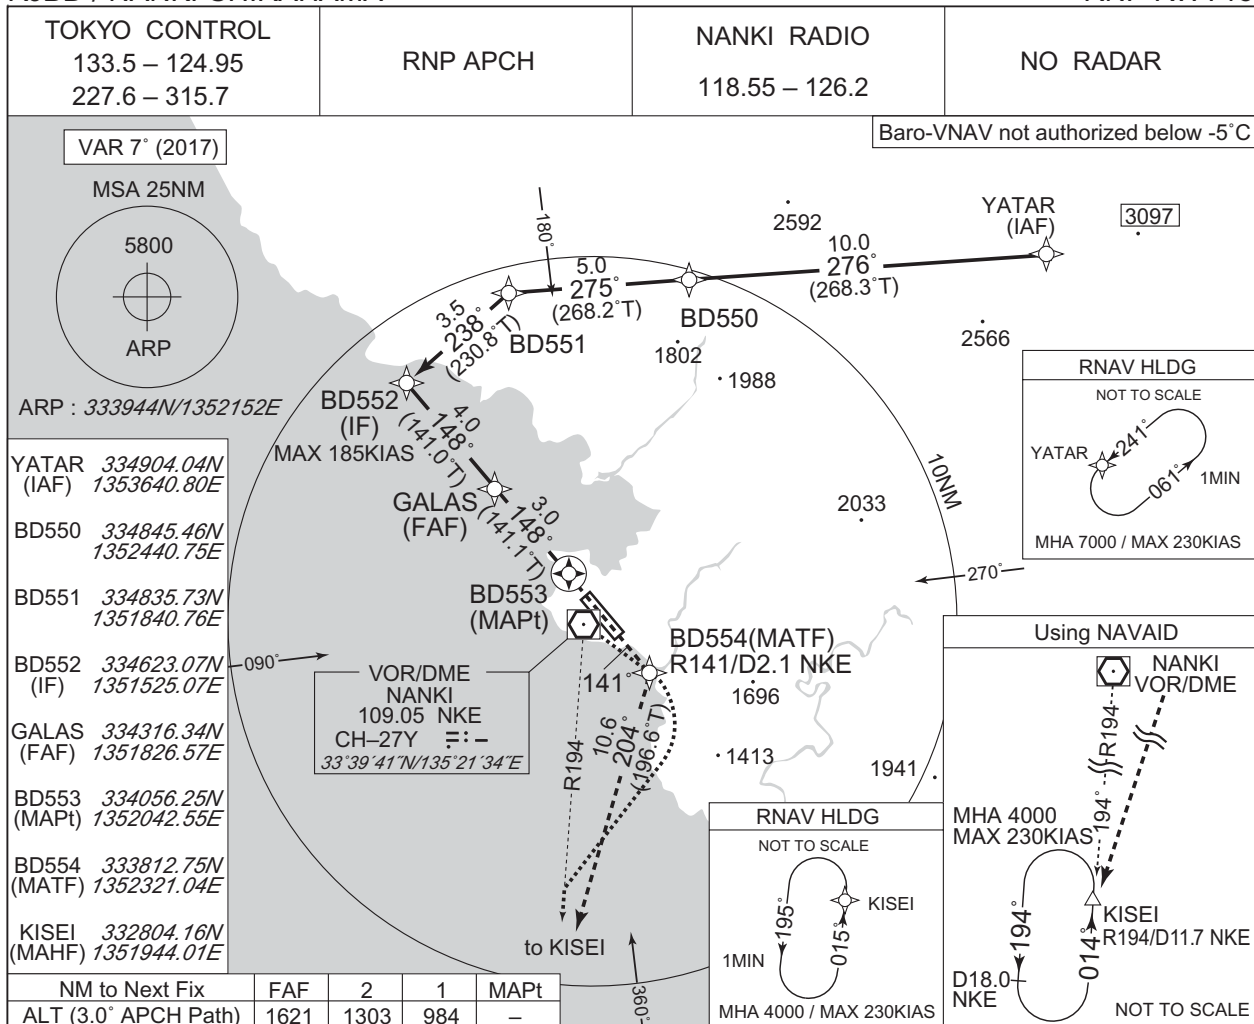 TOKYO CONTROL
133.5 – 124.95
227.6 – 315.7
RNP APCH
NANKI RADIO
118.55 – 126.2
NO RADAR
Baro-VNAV not authorized below -5°C
VAR 7° (2017)
MSA 25NM
5800
ARP
ARP : 333944N/1352152E
YATAR 334904.04N
(IAF) 1353640.80E
BD550 334845.46N
1352440.75E
BD551 334835.73N
1351840.76E
BD552 334623.07N
(IF) 1351525.07E
GALAS 334316.34N
(FAF) 1351826.57E
BD553 334056.25N
(MAPt) 1352042.55E
BD554 333812.75N
(MATF) 1352321.04E
KISEI 332804.16N
(MAHF) 1351944.01E
180°
2592
YATAR
(IAF)
3097
10.0
276°
(268.3°T)
5.0
275°
(268.2°T)
BD550
2566
3.5
238°
(230.8°T)
BD551
1802
1988
BD552
(IF)
MAX 185KIAS
4.0
148°
(141.0°T)
GALAS
(FAF)
3.0
148°
(141.1°T)
10NM
2033
BD553
(MAPt)
270°
090°
BD554(MATF)
R141/D2.1 NKE
141°
1696
VOR/DME
NANKI
109.05 NKE
CH–27Y
33°39′41″N/135°21′34″E
R194
10.6
204°
(196.6°T)
1413
1941
to KISEI
360°
RNAV HLDG
NOT TO SCALE
YATAR
241°
061°
1MIN
MHA 7000 / MAX 230KIAS
RNAV HLDG
NOT TO SCALE
KISEI
195°
015°
1MIN
MHA 4000 / MAX 230KIAS
Using NAVAID
NANKI
VOR/DME
R194
194°
MHA 4000
MAX 230KIAS
KISEI
R194/D11.7 NKE
194°
014°
D18.0
NKE
NOT TO SCALE
NM to Next Fix FAF 2 1 MAPt
ALT (3.0° APCH Path) 1621 1303 984 –